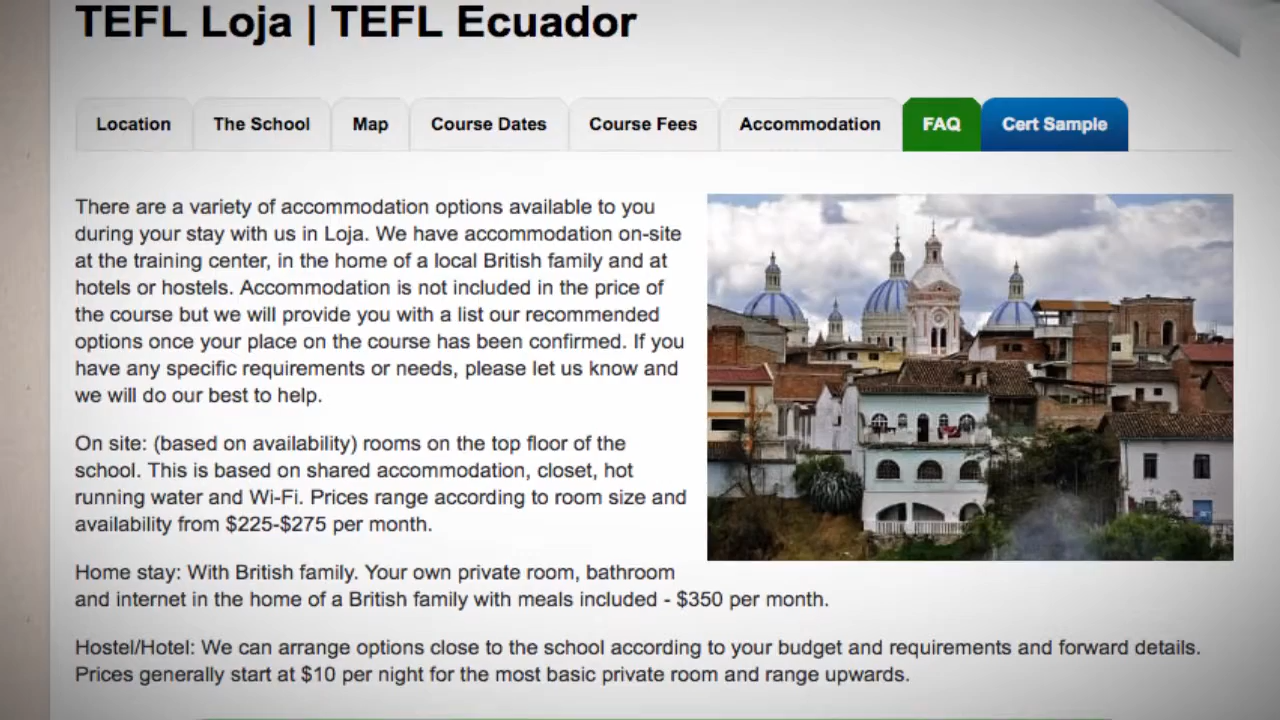 TEFL Loja | TEFL Ecuador
Location
The School
Map
Course Dates
Course Fees
Accommodation
FAQ
Cert Sample
There are a variety of accommodation options available to you
during your stay with us in Loja. We have accommodation on-site
at the training center, in the home of a local British family and at
hotels or hostels. Accommodation is not included in the price of
the course but we will provide you with a list our recommended
options once your place on the course has been confirmed. If you
have any specific requirements or needs, please let us know and
we will do our best to help.
On site: (based on availability) rooms on the top floor of the
school. This is based on shared accommodation, closet, hot
running water and Wi-Fi. Prices range according to room size and
availability from $225-$275 per month.
Home stay: With British family. Your own private room, bathroom
and internet in the home of a British family with meals included - $350 per month.
Hostel/Hotel: We can arrange options close to the school according to your budget and requirements and forward details.
Prices generally start at $10 per night for the most basic private room and range upwards.